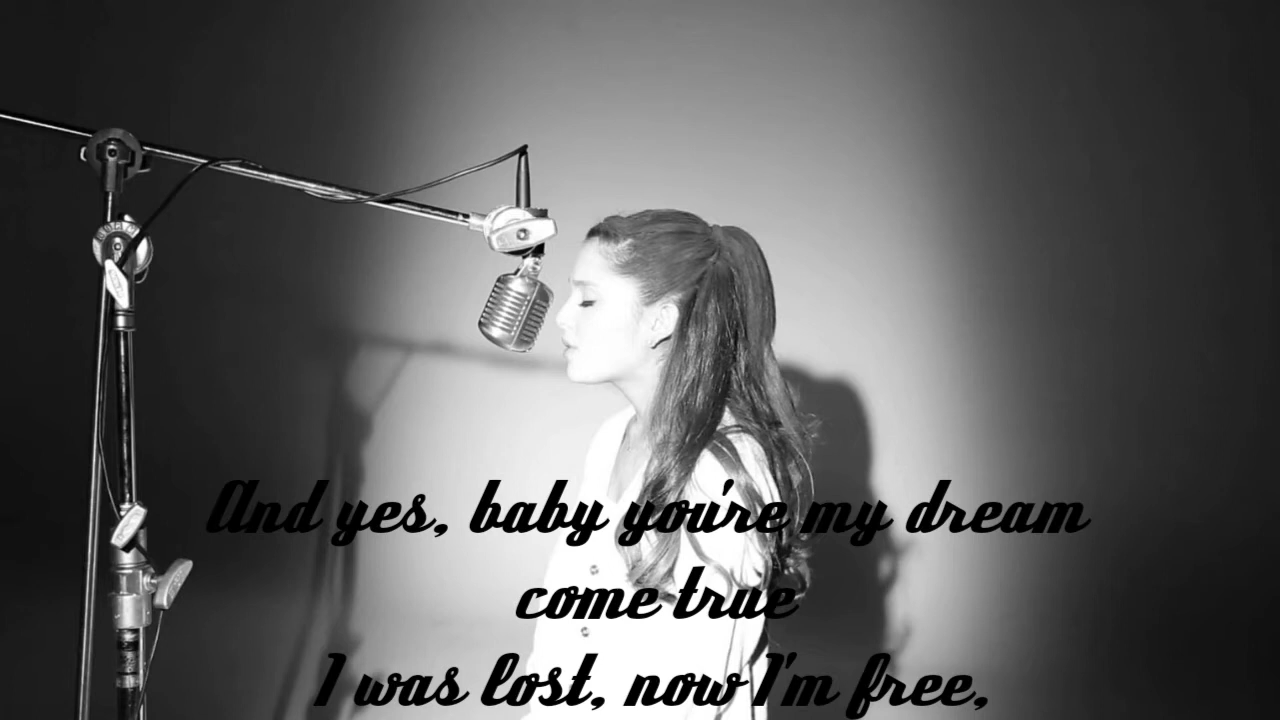 And yes, baby you're my dream
come true
I was lost, now I'm free,